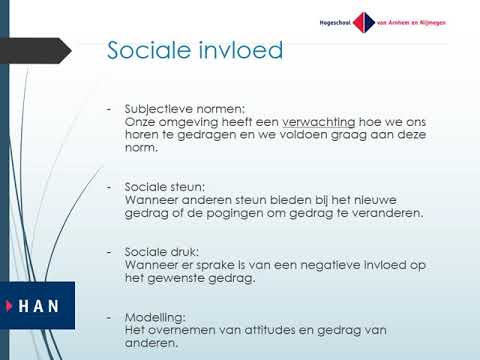 Hogeschool van Arnhem en Nijmegen
Sociale invloed
- Subjectieve normen:
Onze omgeving heeft een verwachting hoe we ons
horen te gedragen en we voldoen graag aan deze
norm.
- Sociale steun:
Wanneer anderen steun bieden bij het nieuwe
gedrag of de pogingen om gedrag te veranderen.
- Sociale druk:
Wanneer er sprake is van een negatieve invloed op
het gewenste gedrag.
- Modelling:
Het overnemen van attitudes en gedrag van
anderen.
HAN